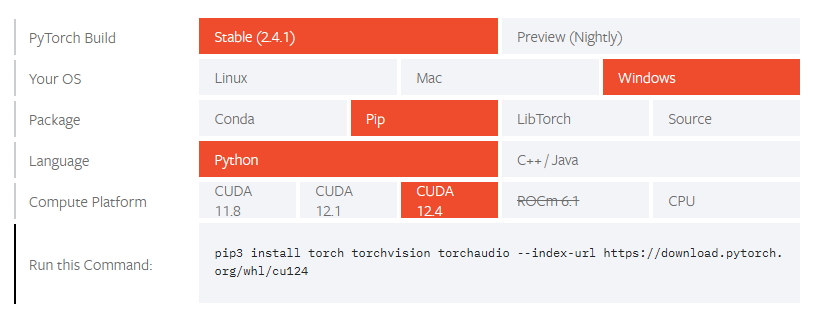 PyTorch Build
Stable (2.4.1)
Preview (Nightly)
Your OS
Linux
Mac
Windows
Package
Conda
Pip
LibTorch
Source
Language
Python
C++ / Java
Compute Platform
CUDA
11.8
CUDA
12.1
CUDA
12.4
ROCm 6.1
CPU
Run this Command:
pip3 install torch torchvision torchaudio --index-url https://download.pytorch.
org/whl/cu124